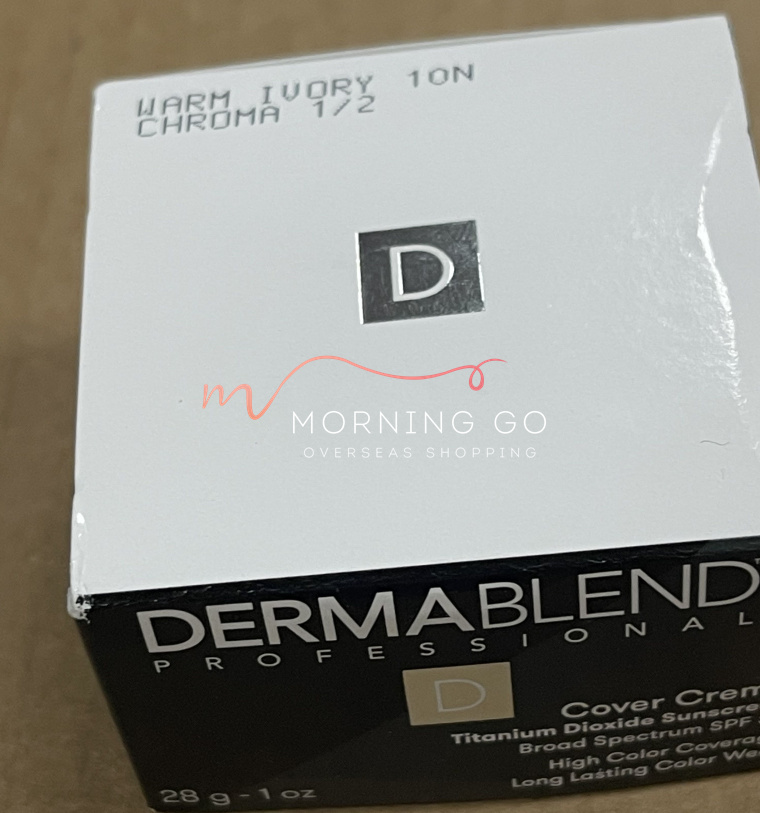 WARM IVORY 10N
CHROMA 1/2
D
m
MORNING GO
OVERSEAS SHOPPING
DERMABLEND
PROFESSIONAL
D
Cover Crem
Titanium Dioxide Sunscre
Broad Spectrum SPF
High Color Coverag
Long Lasting Color We
28 g - 1 oz